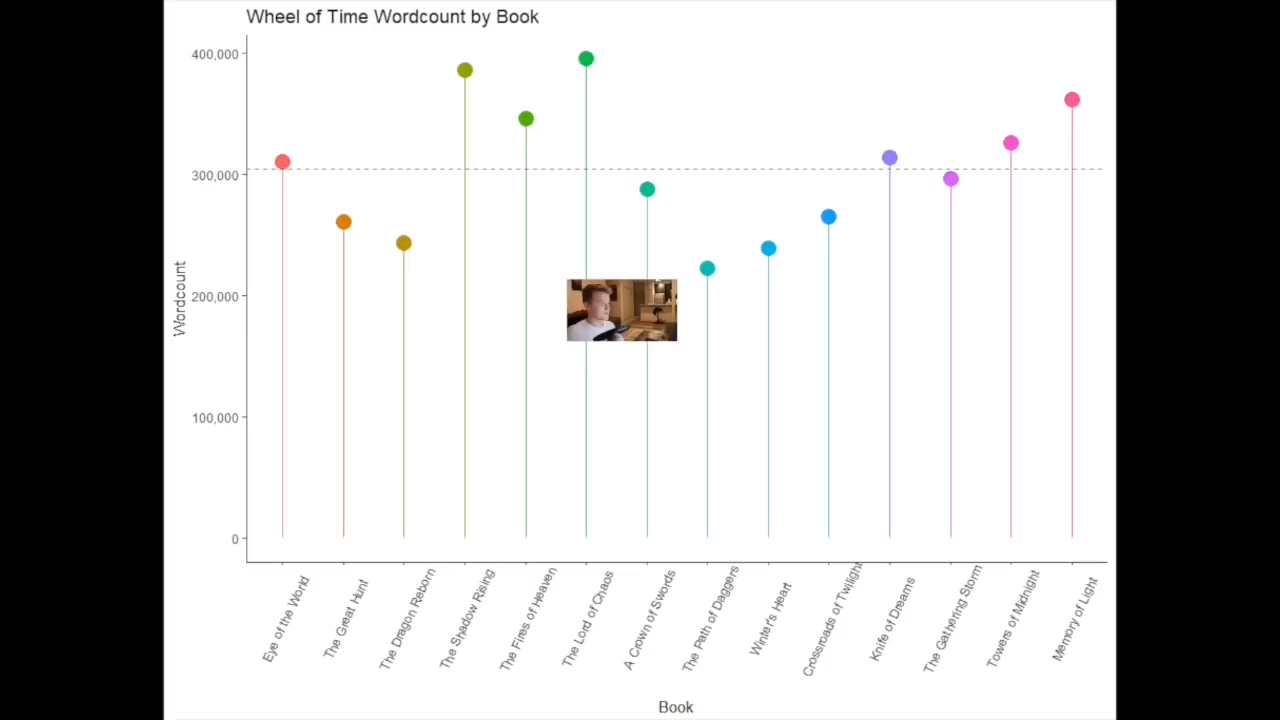 Wheel of Time Wordcount by Book
400,000
300,000
200,000
100,000
0
Wordcount
Eye of the World
The Great Hunt
The Dragon Reborn
The Shadow Rising
The Fires of Heaven
The Lord of Chaos
A Crown of Swords
The Path of Daggers
Winter's Heart
Crossroads of Twilight
Knife of Dreams
The Gathering Storm
Towers of Midnight
Memory of Light
Book